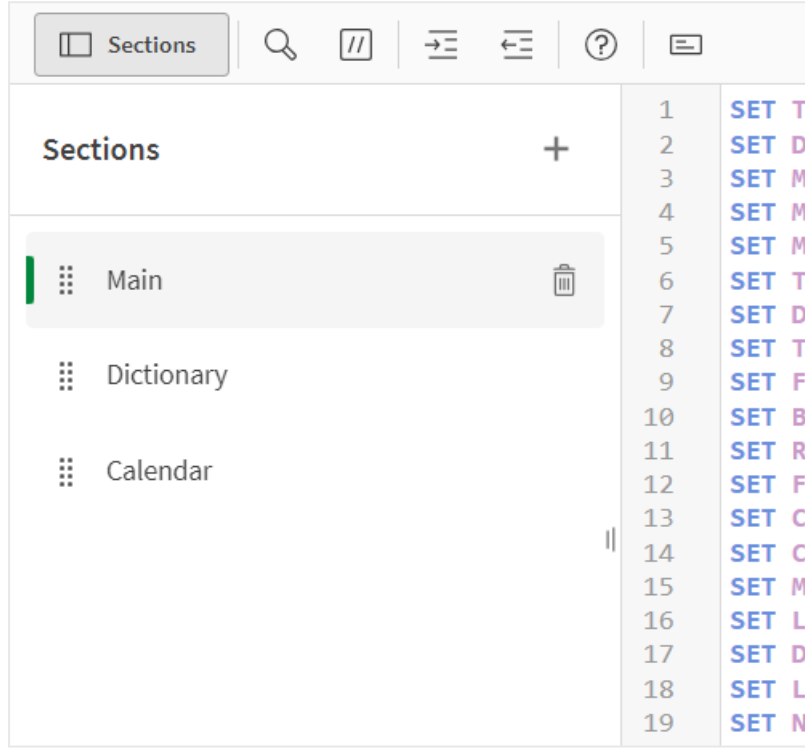 Sections
//
?
Sections
+
Main
Dictionary
Calendar
1 SET T
2 SET D
3 SET M
4 SET M
5 SET M
6 SET T
7 SET D
8 SET T
9 SET F
10 SET B
11 SET R
12 SET F
13 SET C
14 SET C
15 SET M
16 SET L
17 SET D
18 SET L
19 SET N